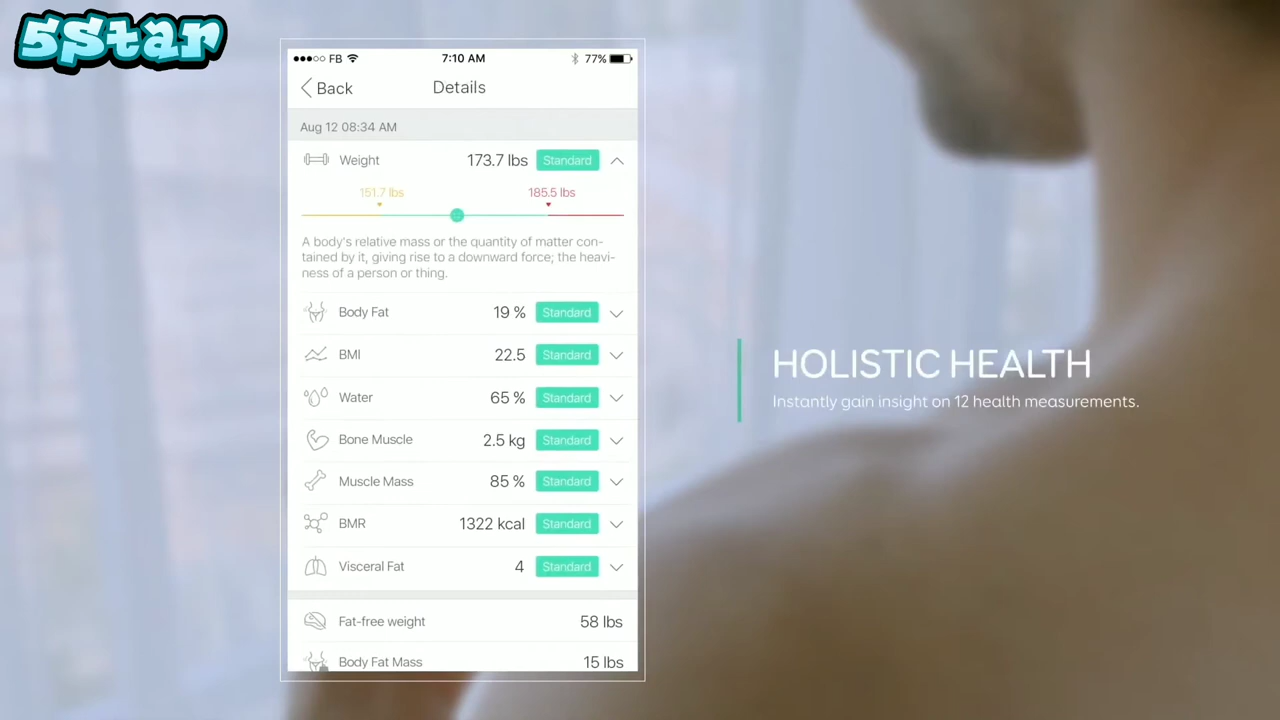 5Star
●●●○○ FB 7:10 AM 77%
Back Details
Aug 12 08:34 AM
Weight 173.7 lbs Standard
151.7 lbs 185.5 lbs
A body's relative mass or the quantity of matter con-
tained by it, giving rise to a downward force; the heavi-
ness of a person or thing.
Body Fat 19 % Standard
BMI 22.5 Standard
Water 65 % Standard
Bone Muscle 2.5 kg Standard
Muscle Mass 85 % Standard
BMR 1322 kcal Standard
Visceral Fat 4 Standard
Fat-free weight 58 lbs
Body Fat Mass 15 lbs
HOLISTIC HEALTH
Instantly gain insight on 12 health measurements.